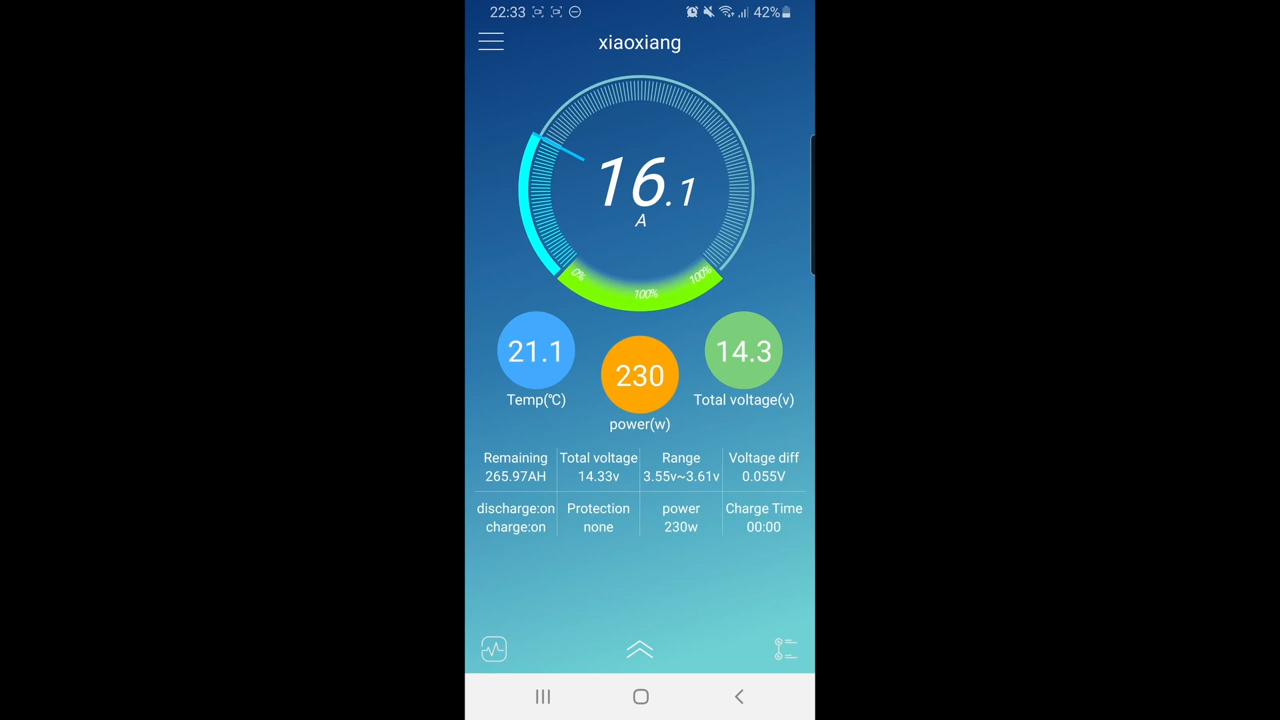 22:33
42%
xiaoxiang
16.1
A
0%
100%
100%
21.1
230
14.3
Temp(℃)
power(w)
Total voltage(v)
Remaining
Total voltage
Range
Voltage diff
265.97AH
14.33v
3.55v~3.61v
0.055V
discharge:on
Protection
power
Charge Time
charge:on
none
230w
00:00